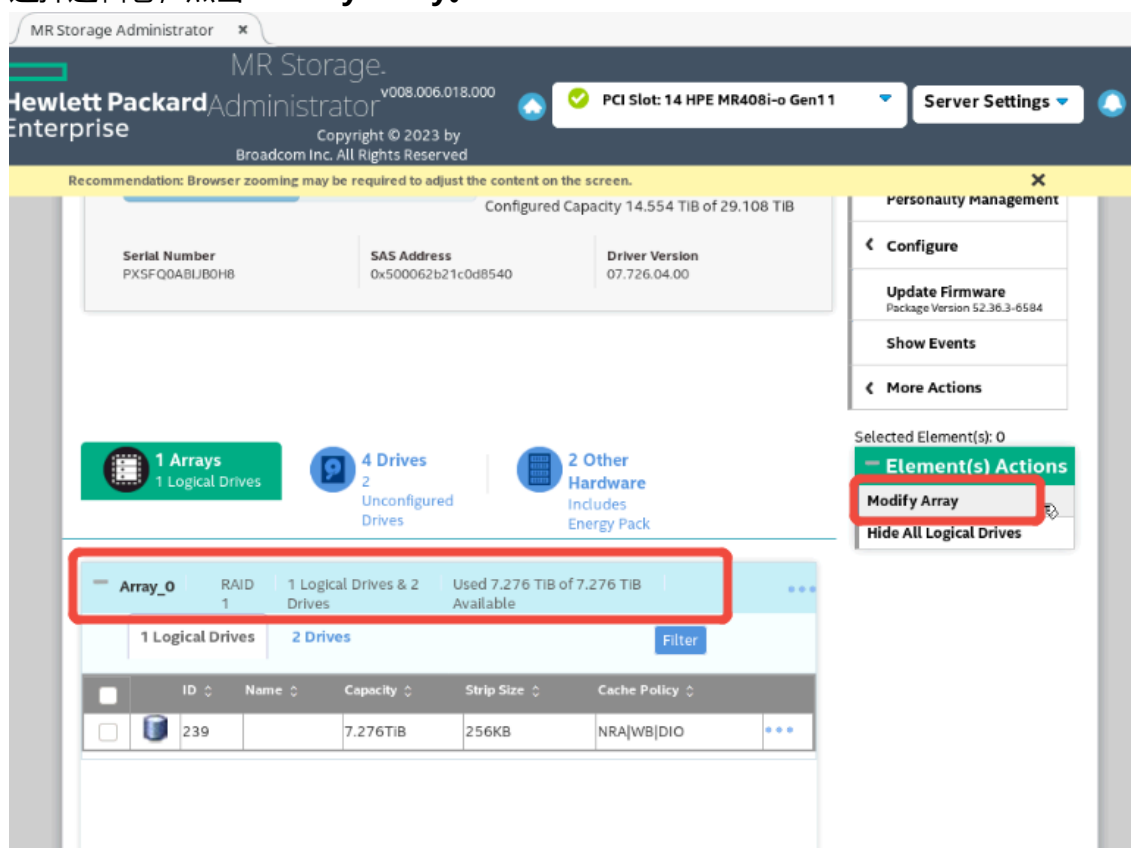 MR Storage Administrator ×
MR Storage
Administrator v008.006.018.000
Hewlett Packard
Enterprise
Copyright © 2023 by
Broadcom Inc. All Rights Reserved
PCI Slot: 14 HPE MR408i-o Gen11
Server Settings
Recommendation: Browser zooming may be required to adjust the content on the screen.
Configured Capacity 14.554 TiB of 29.108 TiB
Serial Number
PXSFQ0ABIJB0H8
SAS Address
0x500062b21c0d8540
Driver Version
07.726.04.00
Personality Management
Configure
Update Firmware
Package Version 52.36.3-6584
Show Events
More Actions
1 Arrays
1 Logical Drives
4 Drives
2
Unconfigured
Drives
2 Other
Hardware
Includes
Energy Pack
Selected Element(s): 0
Element(s) Actions
Modify Array
Hide All Logical Drives
Array_0 RAID 1 Logical Drives & 2 Used 7.276 TiB of 7.276 TiB
1 Drives Available
1 Logical Drives 2 Drives Filter
ID Name Capacity Strip Size Cache Policy
239 7.276TiB 256KB NRA|WB|DIO